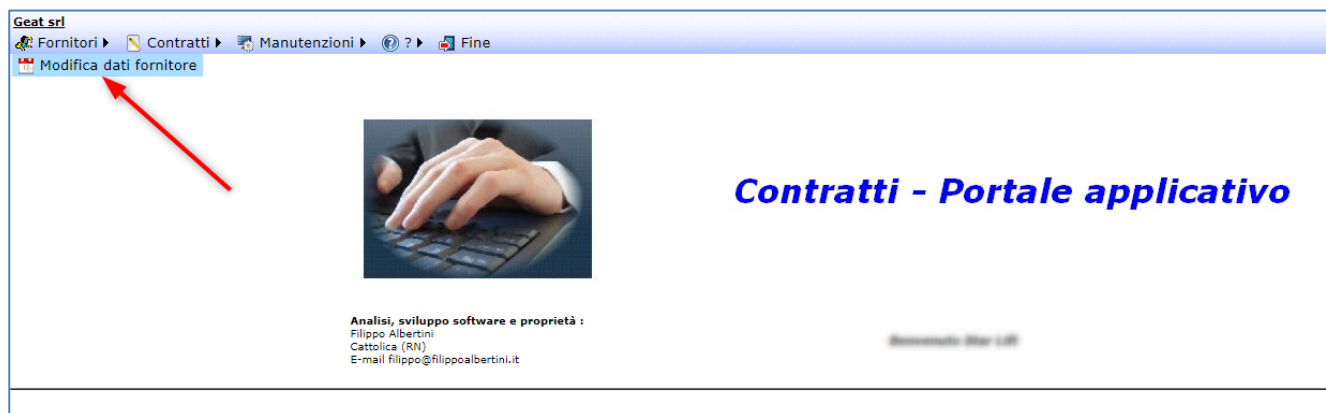 Geat srl
Fornitori Contratti Manutenzioni ? Fine
Modifica dati fornitore
Contratti - Portale applicativo
Analisi, sviluppo software e proprietà :
Filippo Albertini
Cattolica (RN)
E-mail filippo@filippoalbertini.it